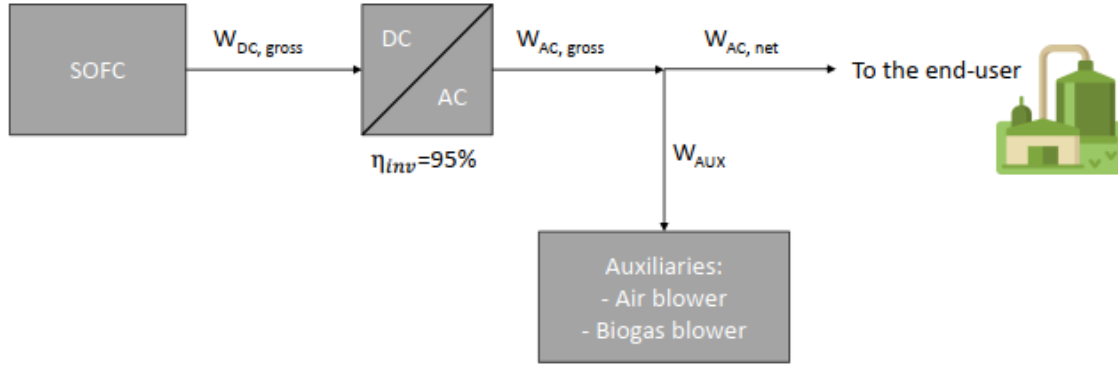 SOFC
W_DC, gross
DC
AC
η_inv=95%
W_AC, gross
W_AC, net
To the end-user
W_AUX
Auxiliaries:
- Air blower
- Biogas blower